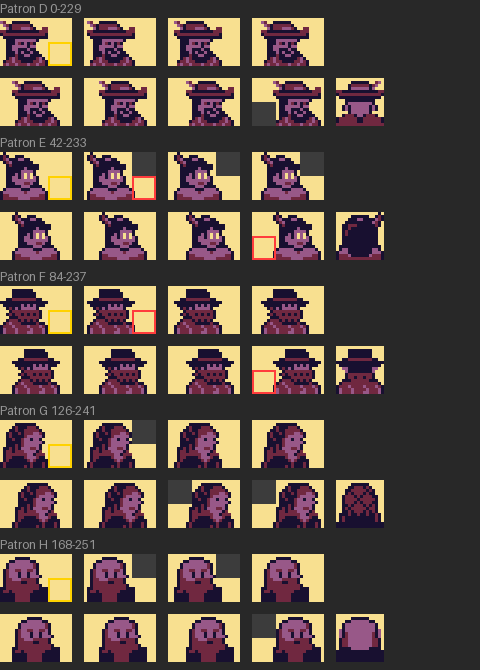 Patron D 0-229
Patron E 42-233
Patron F 84-237
Patron G 126-241
Patron H 168-251